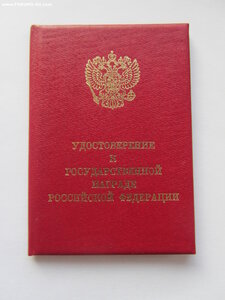 УДОСТОВЕРЕНИЕ
К
ГОСУДАРСТВЕННОЙ
НАГРАДЕ
РОССИЙСКОЙ ФЕДЕРАЦИИ